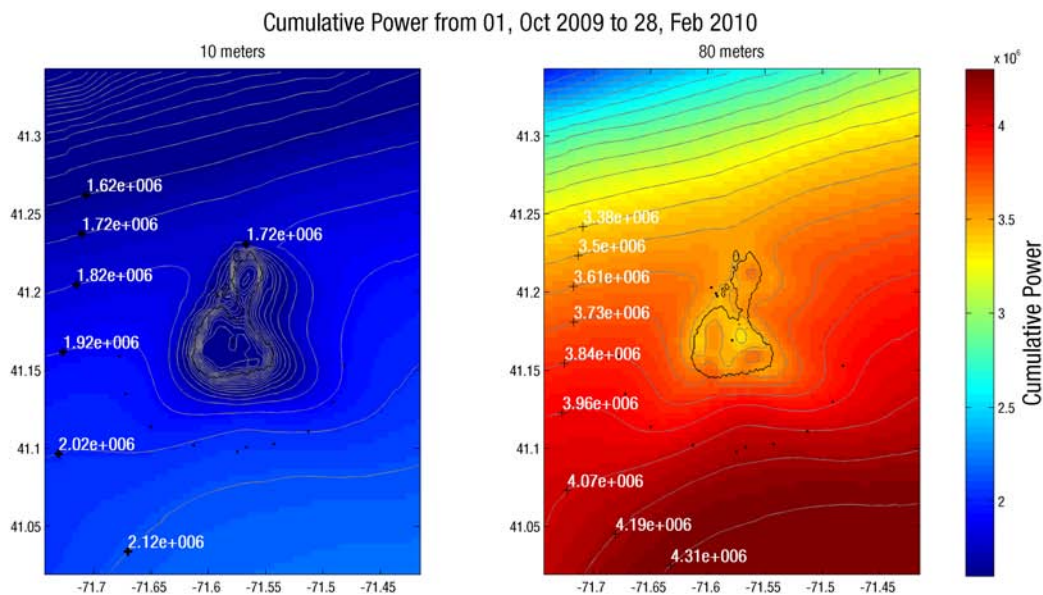 Cumulative Power from 01, Oct 2009 to 28, Feb 2010
10 meters
80 meters
x 10⁶
41.3
41.25
41.2
41.15
41.1
41.05
1.62e+006
1.72e+006
1.72e+006
1.82e+006
1.92e+006
2.02e+006
2.12e+006
-71.7
-71.65
-71.6
-71.55
-71.5
-71.45
41.3
41.25
41.2
41.15
41.1
41.05
3.38e+006
3.5e+006
3.61e+006
3.73e+006
3.84e+006
3.96e+006
4.07e+006
4.19e+006
4.31e+006
-71.7
-71.65
-71.6
-71.55
-71.5
-71.45
4
3.5
3
2.5
2
Cumulative Power